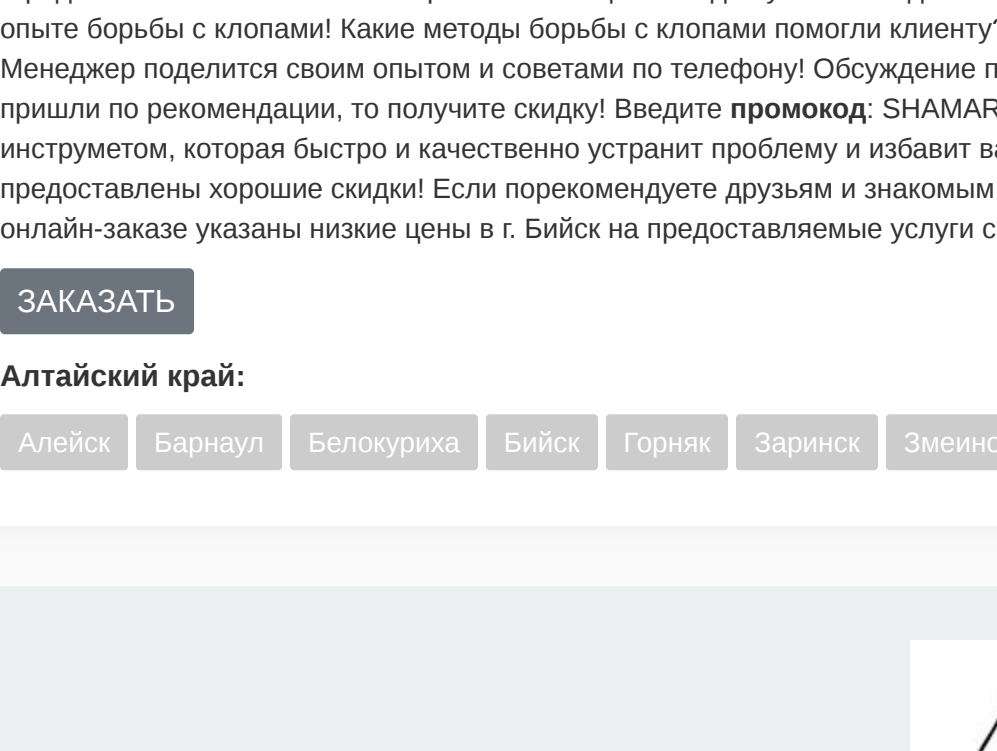 опыте борьбы с клопами! Какие методы борьбы с клопами помогли клиенту?
Менеджер поделится своим опытом и советами по телефону! Обсуждение
пришли по рекомендации, то получите скидку! Введите промокод: SHAMAR
инструметом, которая быстро и качественно устранит проблему и избавит
предоставлены хорошие скидки! Если порекомендуете друзьям и знакомым
онлайн-заказе указаны низкие цены в г. Бийск на предоставляемые услуги с
ЗАКАЗАТЬ
Алтайский край:
Алейск Барнаул Белокуриха Бийск Горняк Заринск Змеино